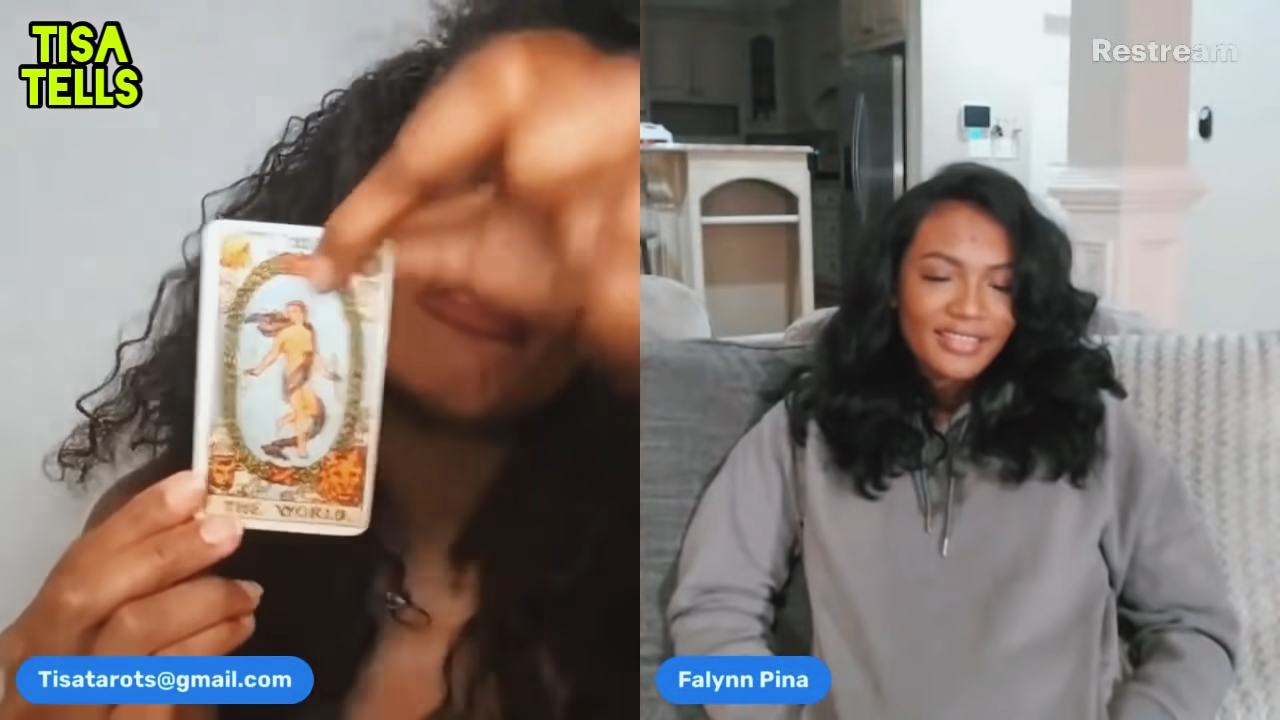 TISA
TELLS
Restream
THE WORLD.
Tisatarots@gmail.com
Falynn Pina